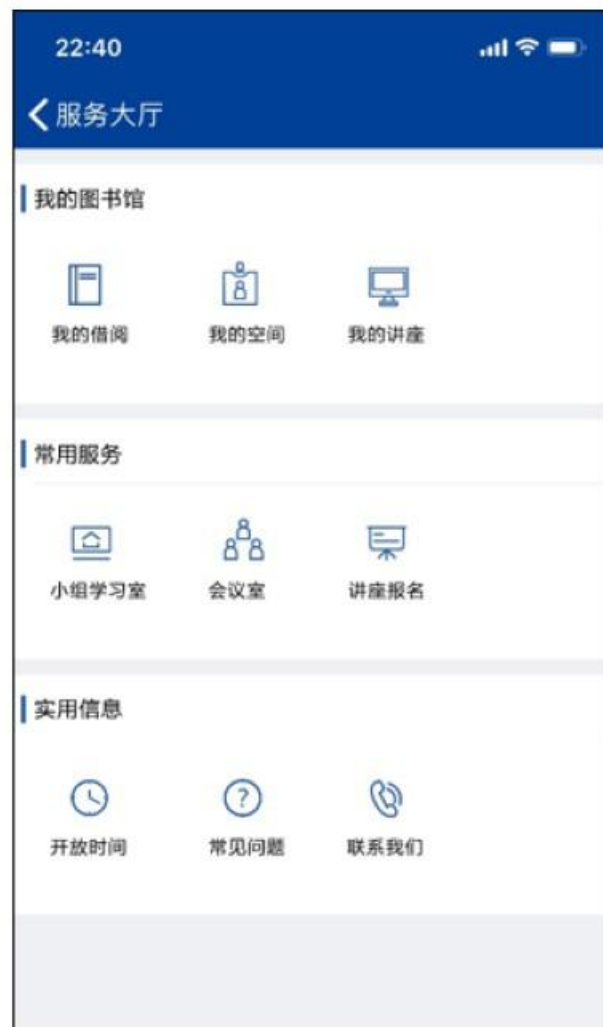 22:40
服务大厅
我的图书馆
我的借阅 我的空间 我的讲座
常用服务
小组学习室 会议室 讲座报名
实用信息
?
开放时间 常见问题 联系我们